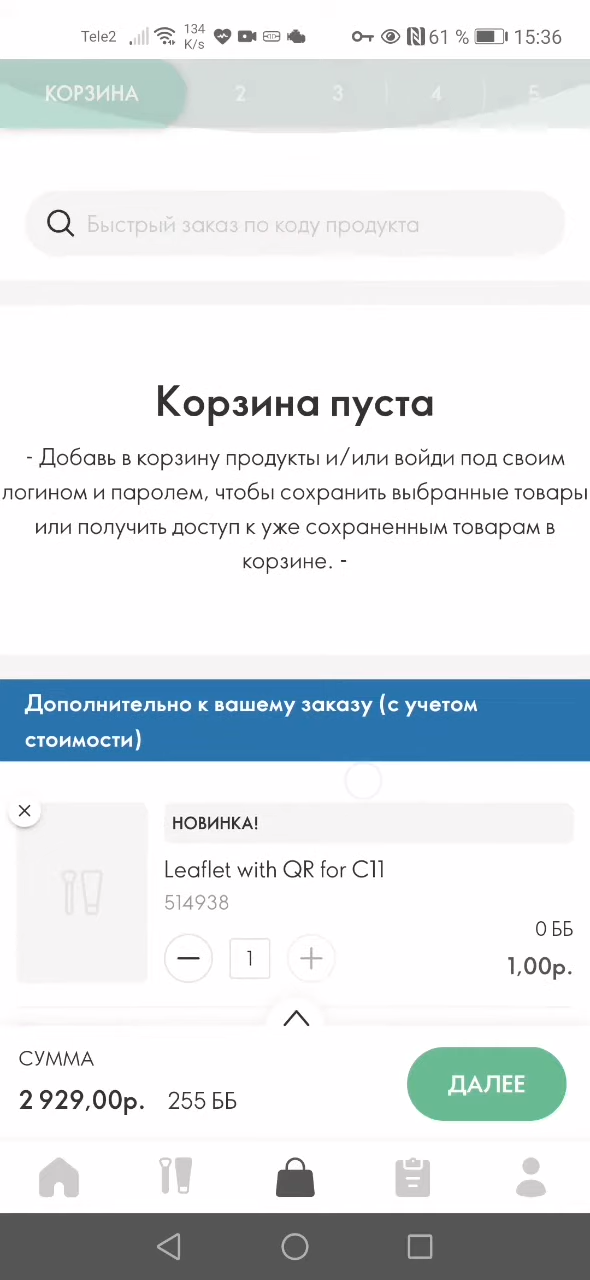 Tele2 134 K/s 61 % 15:36
КОРЗИНА 2 3 4 5
Быстрый заказ по коду продукта
Корзина пуста
- Добавь в корзину продукты и/или войди под своим
логином и паролем, чтобы сохранить выбранные товары
или получить доступ к уже сохраненным товарам в
корзине. -
Дополнительно к вашему заказу (с учетом
стоимости)
НОВИНКА!
Leaflet with QR for C11
514938
0 ББ
1
1,00р.
СУММА
2 929,00р. 255 ББ
ДАЛЕЕ